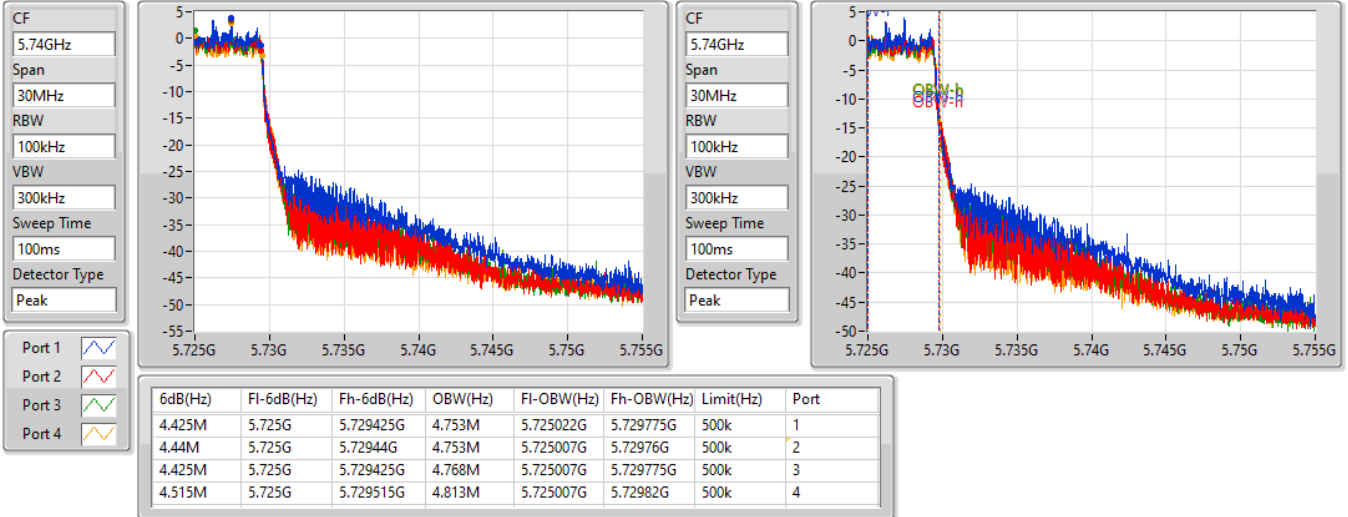 CF
5.74GHz
Span
30MHz
RBW
100kHz
VBW
300kHz
Sweep Time
100ms
Detector Type
Peak
5
0
-5
-10
-15
-20
-25
-30
-35
-40
-45
-50
-55
5.725G 5.73G 5.735G 5.74G 5.745G 5.75G 5.755G
CF
5.74GHz
Span
30MHz
RBW
100kHz
VBW
300kHz
Sweep Time
100ms
Detector Type
Peak
5
0
-5
-10
-15
-20
-25
-30
-35
-40
-45
-50
OBW-h
OBW-h
5.725G 5.73G 5.735G 5.74G 5.745G 5.75G 5.755G
Port 1
Port 2
Port 3
Port 4
6dB(Hz) Fl-6dB(Hz) Fh-6dB(Hz) OBW(Hz) Fl-OBW(Hz) Fh-OBW(Hz) Limit(Hz) Port
4.425M 5.725G 5.729425G 4.753M 5.725022G 5.729775G 500k 1
4.44M 5.725G 5.72944G 4.753M 5.725007G 5.72976G 500k 2
4.425M 5.725G 5.729425G 4.768M 5.725007G 5.729775G 500k 3
4.515M 5.725G 5.729515G 4.813M 5.725007G 5.72982G 500k 4